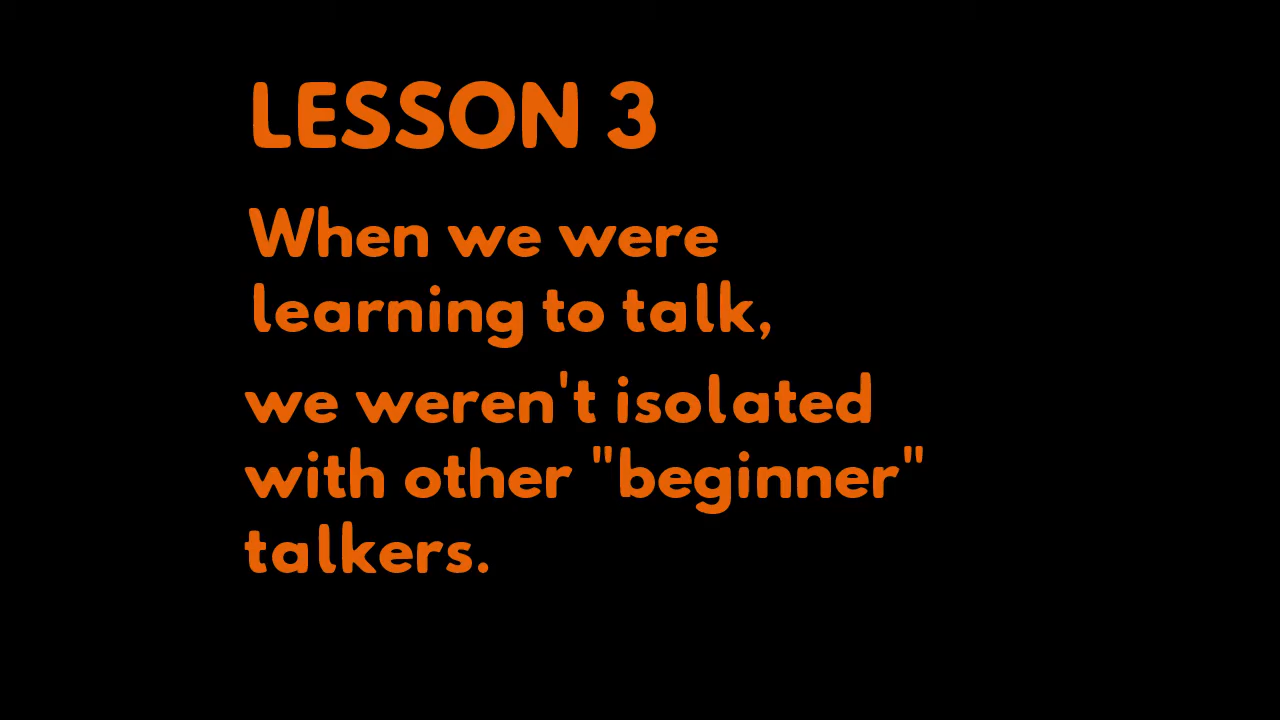 LESSON 3
When we were
learning to talk,
we weren't isolated
with other "beginner"
talkers.